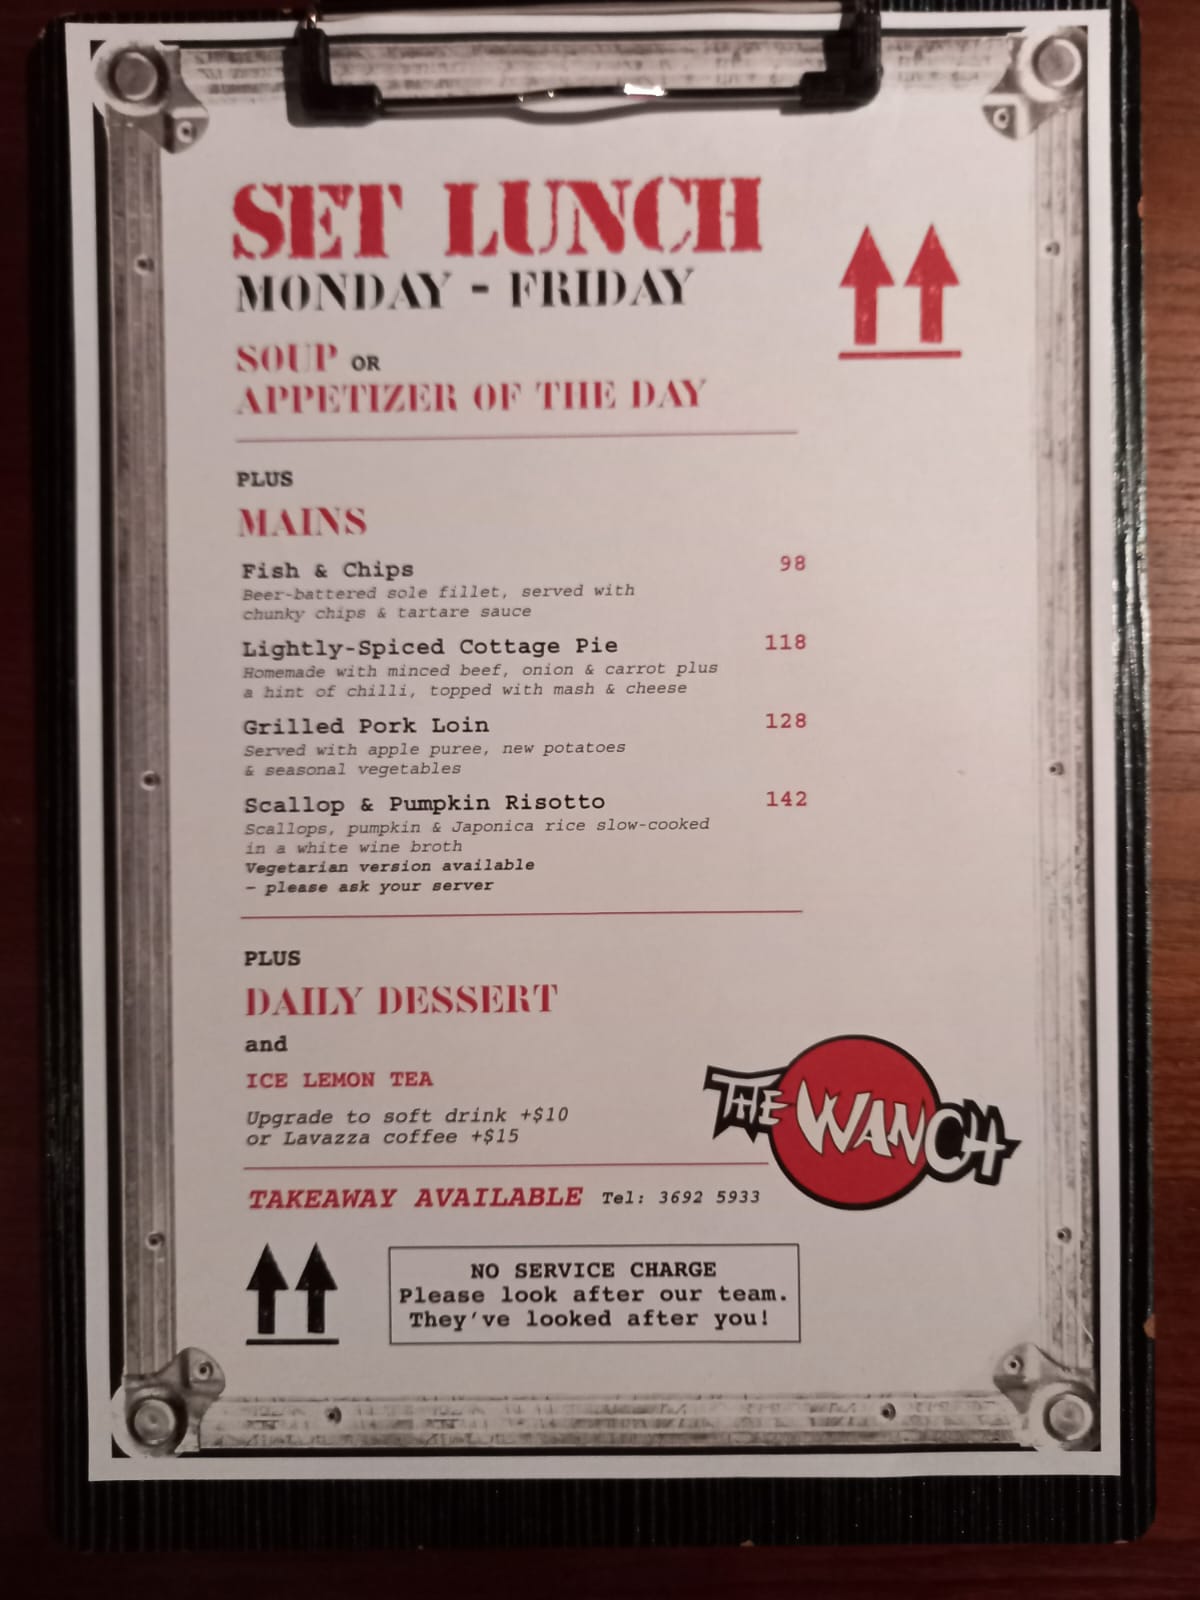 SET LUNCH
MONDAY - FRIDAY
SOUP OR
APPETIZER OF THE DAY
PLUS
MAINS
Fish & Chips 98
Beer-battered sole fillet, served with
chunky chips & tartare sauce
Lightly-Spiced Cottage Pie 118
Homemade with minced beef, onion & carrot plus
a hint of chilli, topped with mash & cheese
Grilled Pork Loin 128
Served with apple puree, new potatoes
& seasonal vegetables
Scallop & Pumpkin Risotto 142
Scallops, pumpkin & Japonica rice slow-cooked
in a white wine broth
Vegetarian version available
– please ask your server
PLUS
DAILY DESSERT
and
ICE LEMON TEA
Upgrade to soft drink +$10
or Lavazza coffee +$15
THE WANCH
TAKEAWAY AVAILABLE Tel: 3692 5933
NO SERVICE CHARGE
Please look after our team.
They've looked after you!